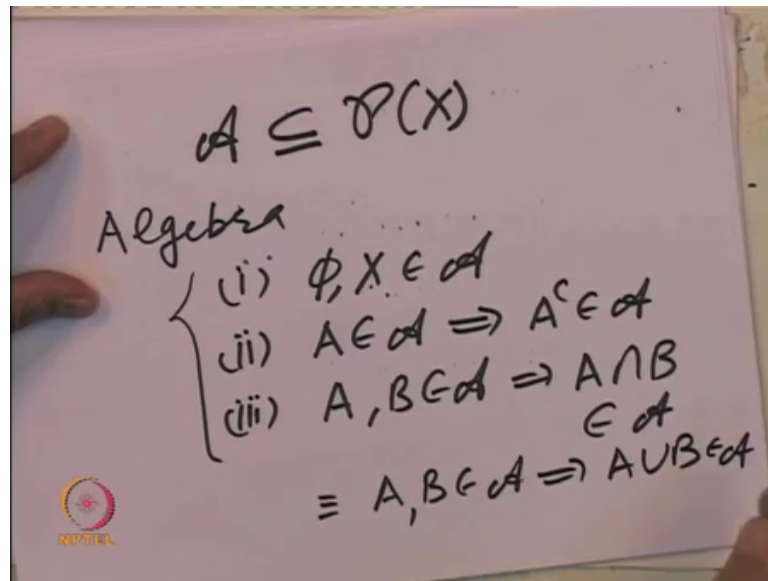 𝒜 ⊆ 𝒫(X)
Algebra
(i) ϕ, X ∈ 𝒜
(ii) A ∈ 𝒜 ⇒ Aᶜ ∈ 𝒜
(iii) A, B ∈ 𝒜 ⇒ A ∩ B
∈ 𝒜
≡ A, B ∈ 𝒜 ⇒ A ∪ B ∈ 𝒜
NPTEL